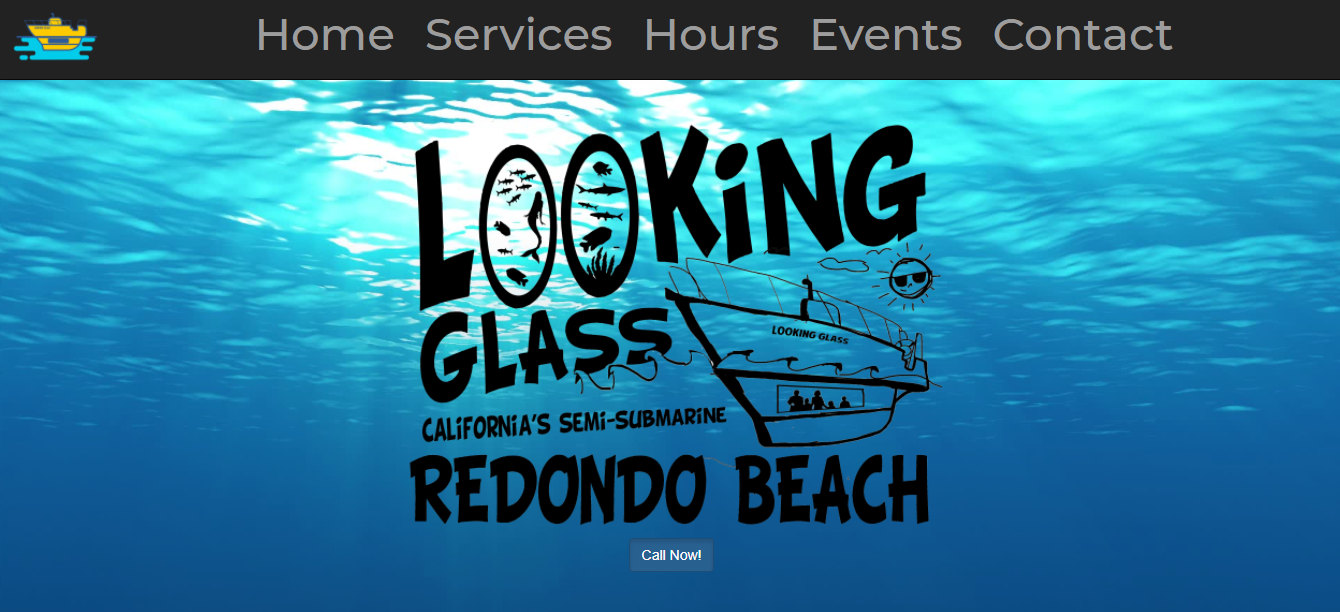 Home Services Hours Events Contact
LOOKiNG
GLASS
LOOKING GLASS
CALiFORNiA'S SEMi-SUBMARiNE
REDONDO BEACH
Call Now!